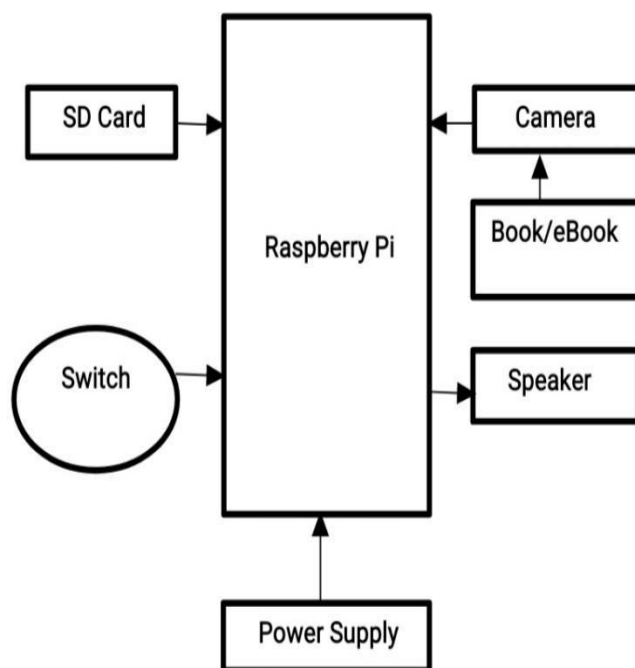 SD Card
Camera
Raspberry Pi
Book/eBook
Switch
Speaker
Power Supply